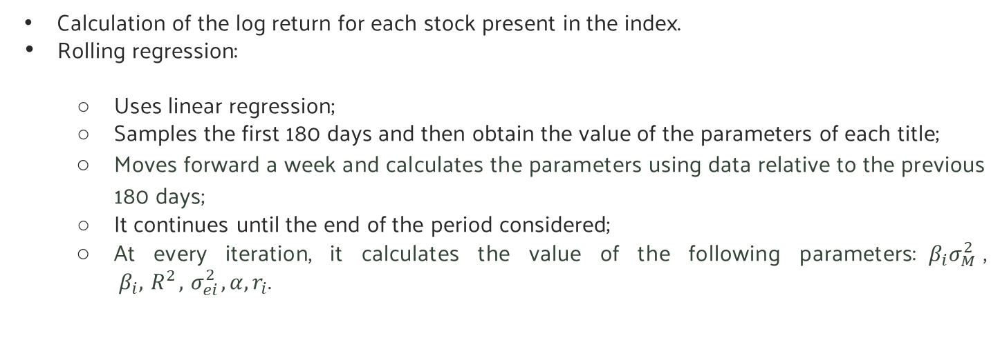 • Calculation of the log return for each stock present in the index.
• Rolling regression:
○ Uses linear regression;
○ Samples the first 180 days and then obtain the value of the parameters of each title;
○ Moves forward a week and calculates the parameters using data relative to the previous
180 days;
○ It continues until the end of the period considered;
○ At every iteration, it calculates the value of the following parameters: $\beta_i\sigma_M^2$ ,
$\beta_i$, $R^2$ , $\sigma_{ei}^2$ , $\alpha$, $r_i$.